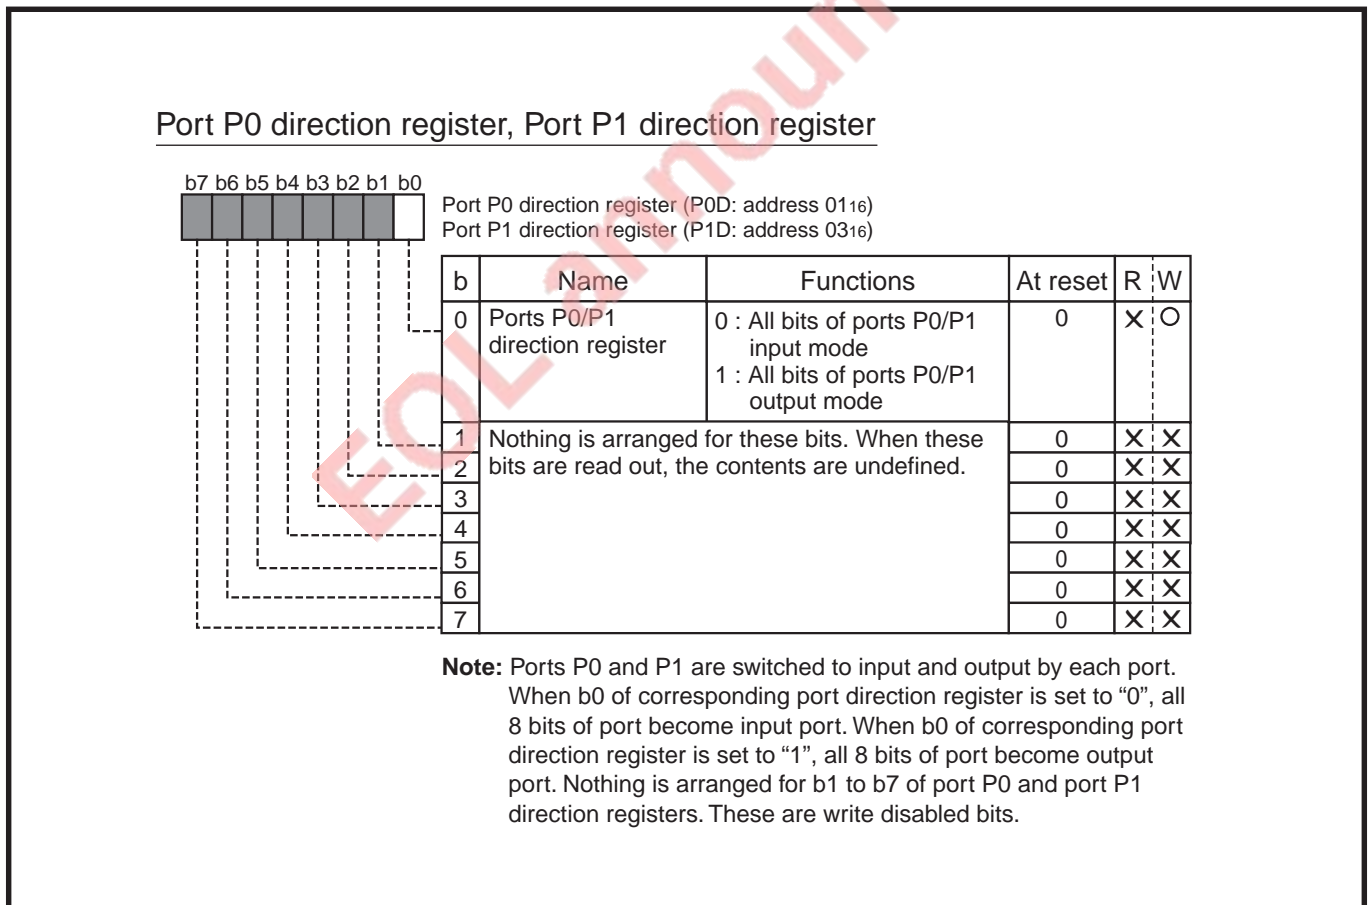 Port P0 direction register, Port P1 direction register
b7 b6 b5 b4 b3 b2 b1 b0
Port P0 direction register (P0D: address 0116)
Port P1 direction register (P1D: address 0316)
b Name Functions At reset R W
0 Ports P0/P1 0 : All bits of ports P0/P1 0 X O
direction register input mode
1 : All bits of ports P0/P1
output mode
1 Nothing is arranged for these bits. When these 0 X X
2 bits are read out, the contents are undefined. 0 X X
3 0 X X
4 0 X X
5 0 X X
6 0 X X
7 0 X X
Note: Ports P0 and P1 are switched to input and output by each port.
When b0 of corresponding port direction register is set to “0”, all
8 bits of port become input port. When b0 of corresponding port
direction register is set to “1”, all 8 bits of port become output
port. Nothing is arranged for b1 to b7 of port P0 and port P1
direction registers. These are write disabled bits.
EOL announ